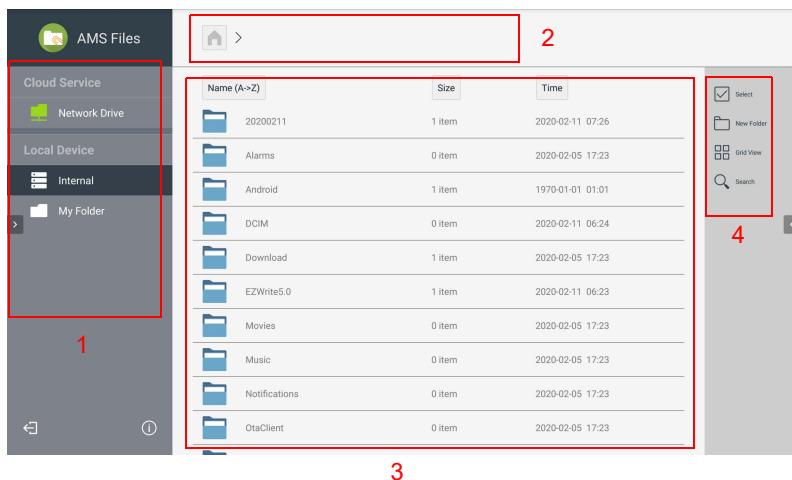 AMS Files
>
2
Cloud Service
Network Drive
Local Device
Internal
My Folder
1
Name (A->Z) Size Time
20200211 1 item 2020-02-11 07:26
Alarms 0 item 2020-02-05 17:23
Android 1 item 1970-01-01 01:01
DCIM 0 item 2020-02-11 06:24
Download 1 item 2020-02-05 17:23
EZWrite5.0 1 item 2020-02-11 06:23
Movies 0 item 2020-02-05 17:23
Music 0 item 2020-02-05 17:23
Notifications 0 item 2020-02-05 17:23
OtaClient 0 item 2020-02-05 17:23
3
Select
New Folder
Grid View
Search
4